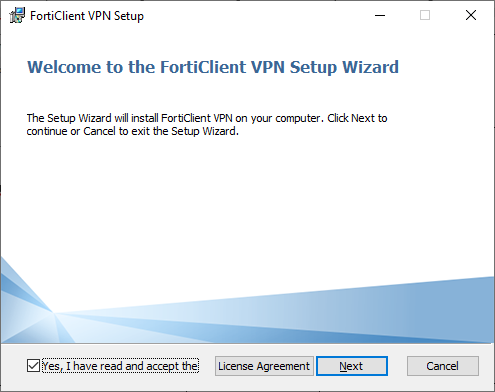 FortiClient VPN Setup
Welcome to the FortiClient VPN Setup Wizard
The Setup Wizard will install FortiClient VPN on your computer. Click Next to
continue or Cancel to exit the Setup Wizard.
Yes, I have read and accept the
License Agreement
Next
Cancel